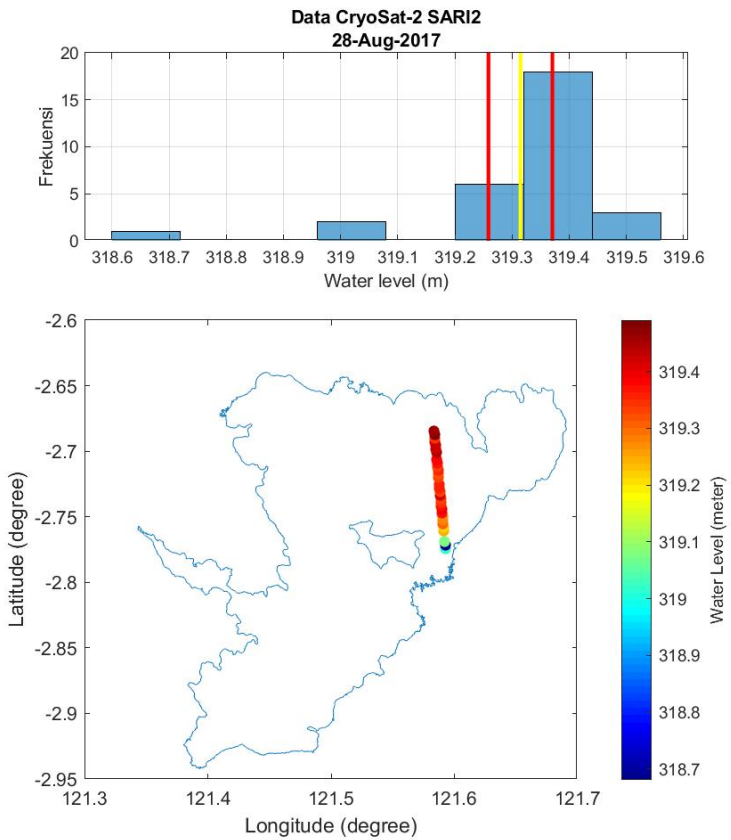 Data CryoSat-2 SARI2
28-Aug-2017
Frekuensi
20
15
10
5
0
318.6 318.7 318.8 318.9 319 319.1 319.2 319.3 319.4 319.5 319.6
Water level (m)
Latitude (degree)
-2.6
-2.65
-2.7
-2.75
-2.8
-2.85
-2.9
-2.95
121.3 121.4 121.5 121.6 121.7
Longitude (degree)
319.4
319.3
319.2
319.1
319
318.9
318.8
318.7
Water Level (meter)